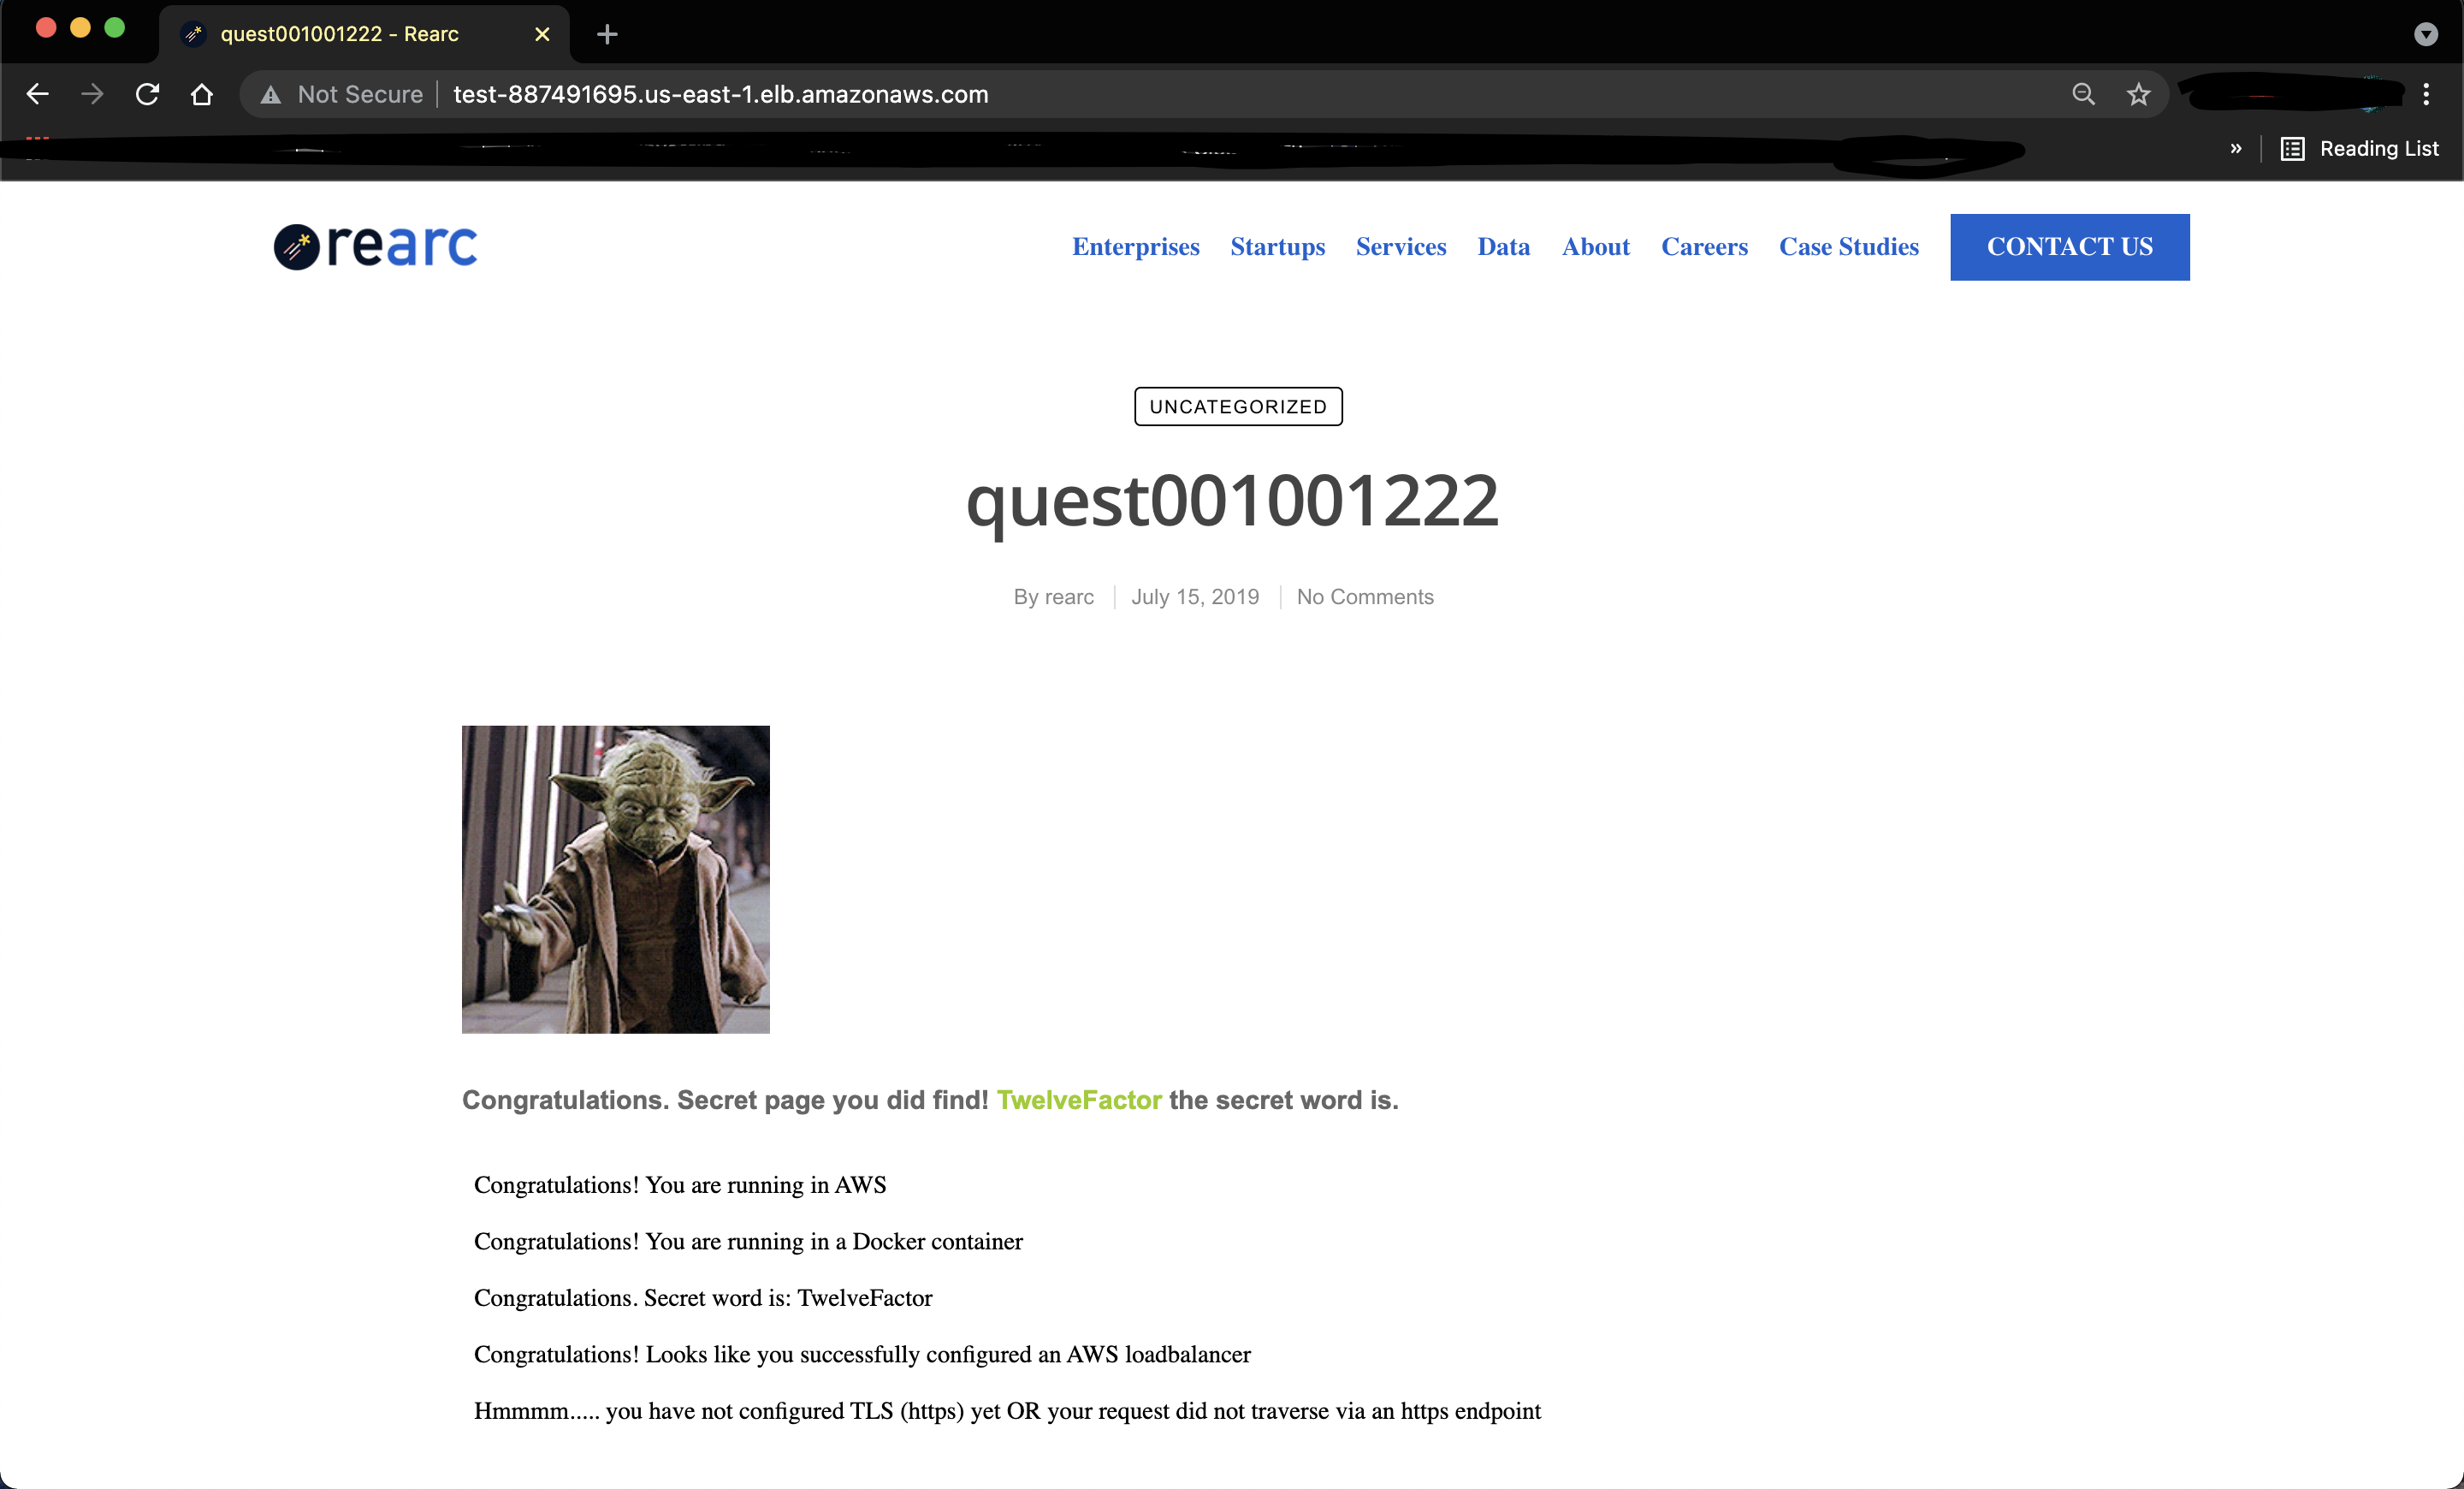 quest001001222 - Rearc
Not Secure test-887491695.us-east-1.elb.amazonaws.com
» Reading List
rearc Enterprises Startups Services Data About Careers Case Studies CONTACT US
UNCATEGORIZED
quest001001222
By rearc July 15, 2019 No Comments
Congratulations. Secret page you did find! TwelveFactor the secret word is.
Congratulations! You are running in AWS
Congratulations! You are running in a Docker container
Congratulations. Secret word is: TwelveFactor
Congratulations! Looks like you successfully configured an AWS loadbalancer
Hmmmm..... you have not configured TLS (https) yet OR your request did not traverse via an https endpoint